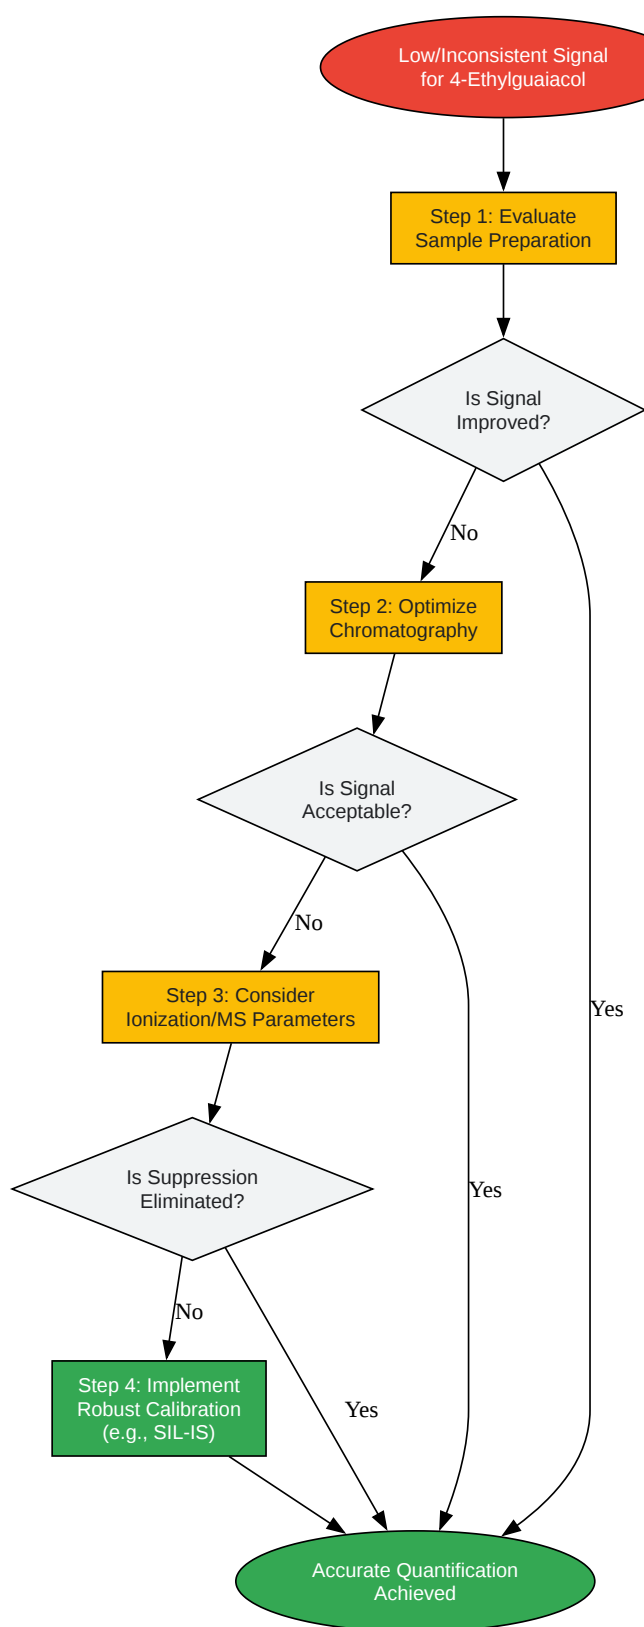 Low/Inconsistent Signal
for 4-Ethylguaiacol
Step 1: Evaluate
Sample Preparation
Is Signal
Improved?
No
Step 2: Optimize
Chromatography
Is Signal
Acceptable?
No
Step 3: Consider
Ionization/MS Parameters
Yes
Is Suppression
Eliminated?
Yes
No
Step 4: Implement
Robust Calibration
(e.g., SIL-IS)
Yes
Accurate Quantification
Achieved